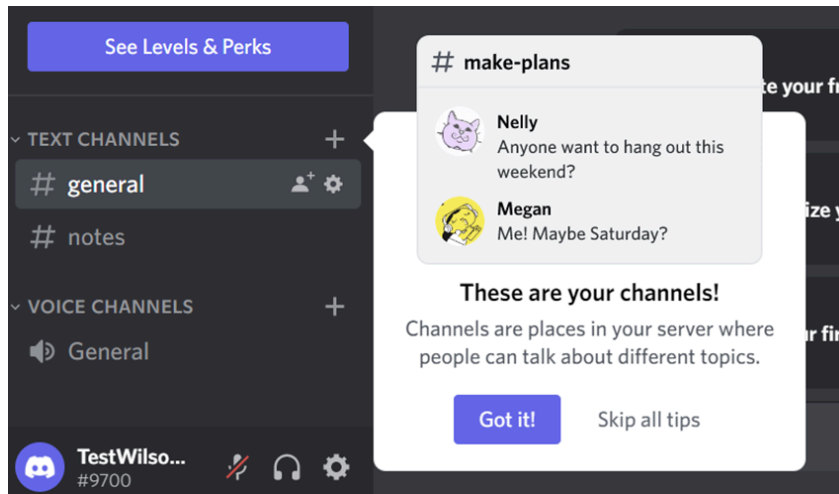 See Levels & Perks
TEXT CHANNELS
# general
# notes
VOICE CHANNELS
General
TestWilso...
#9700
# make-plans
Nelly
Anyone want to hang out this
weekend?
Megan
Me! Maybe Saturday?
These are your channels!
Channels are places in your server where
people can talk about different topics.
Got it!
Skip all tips
your